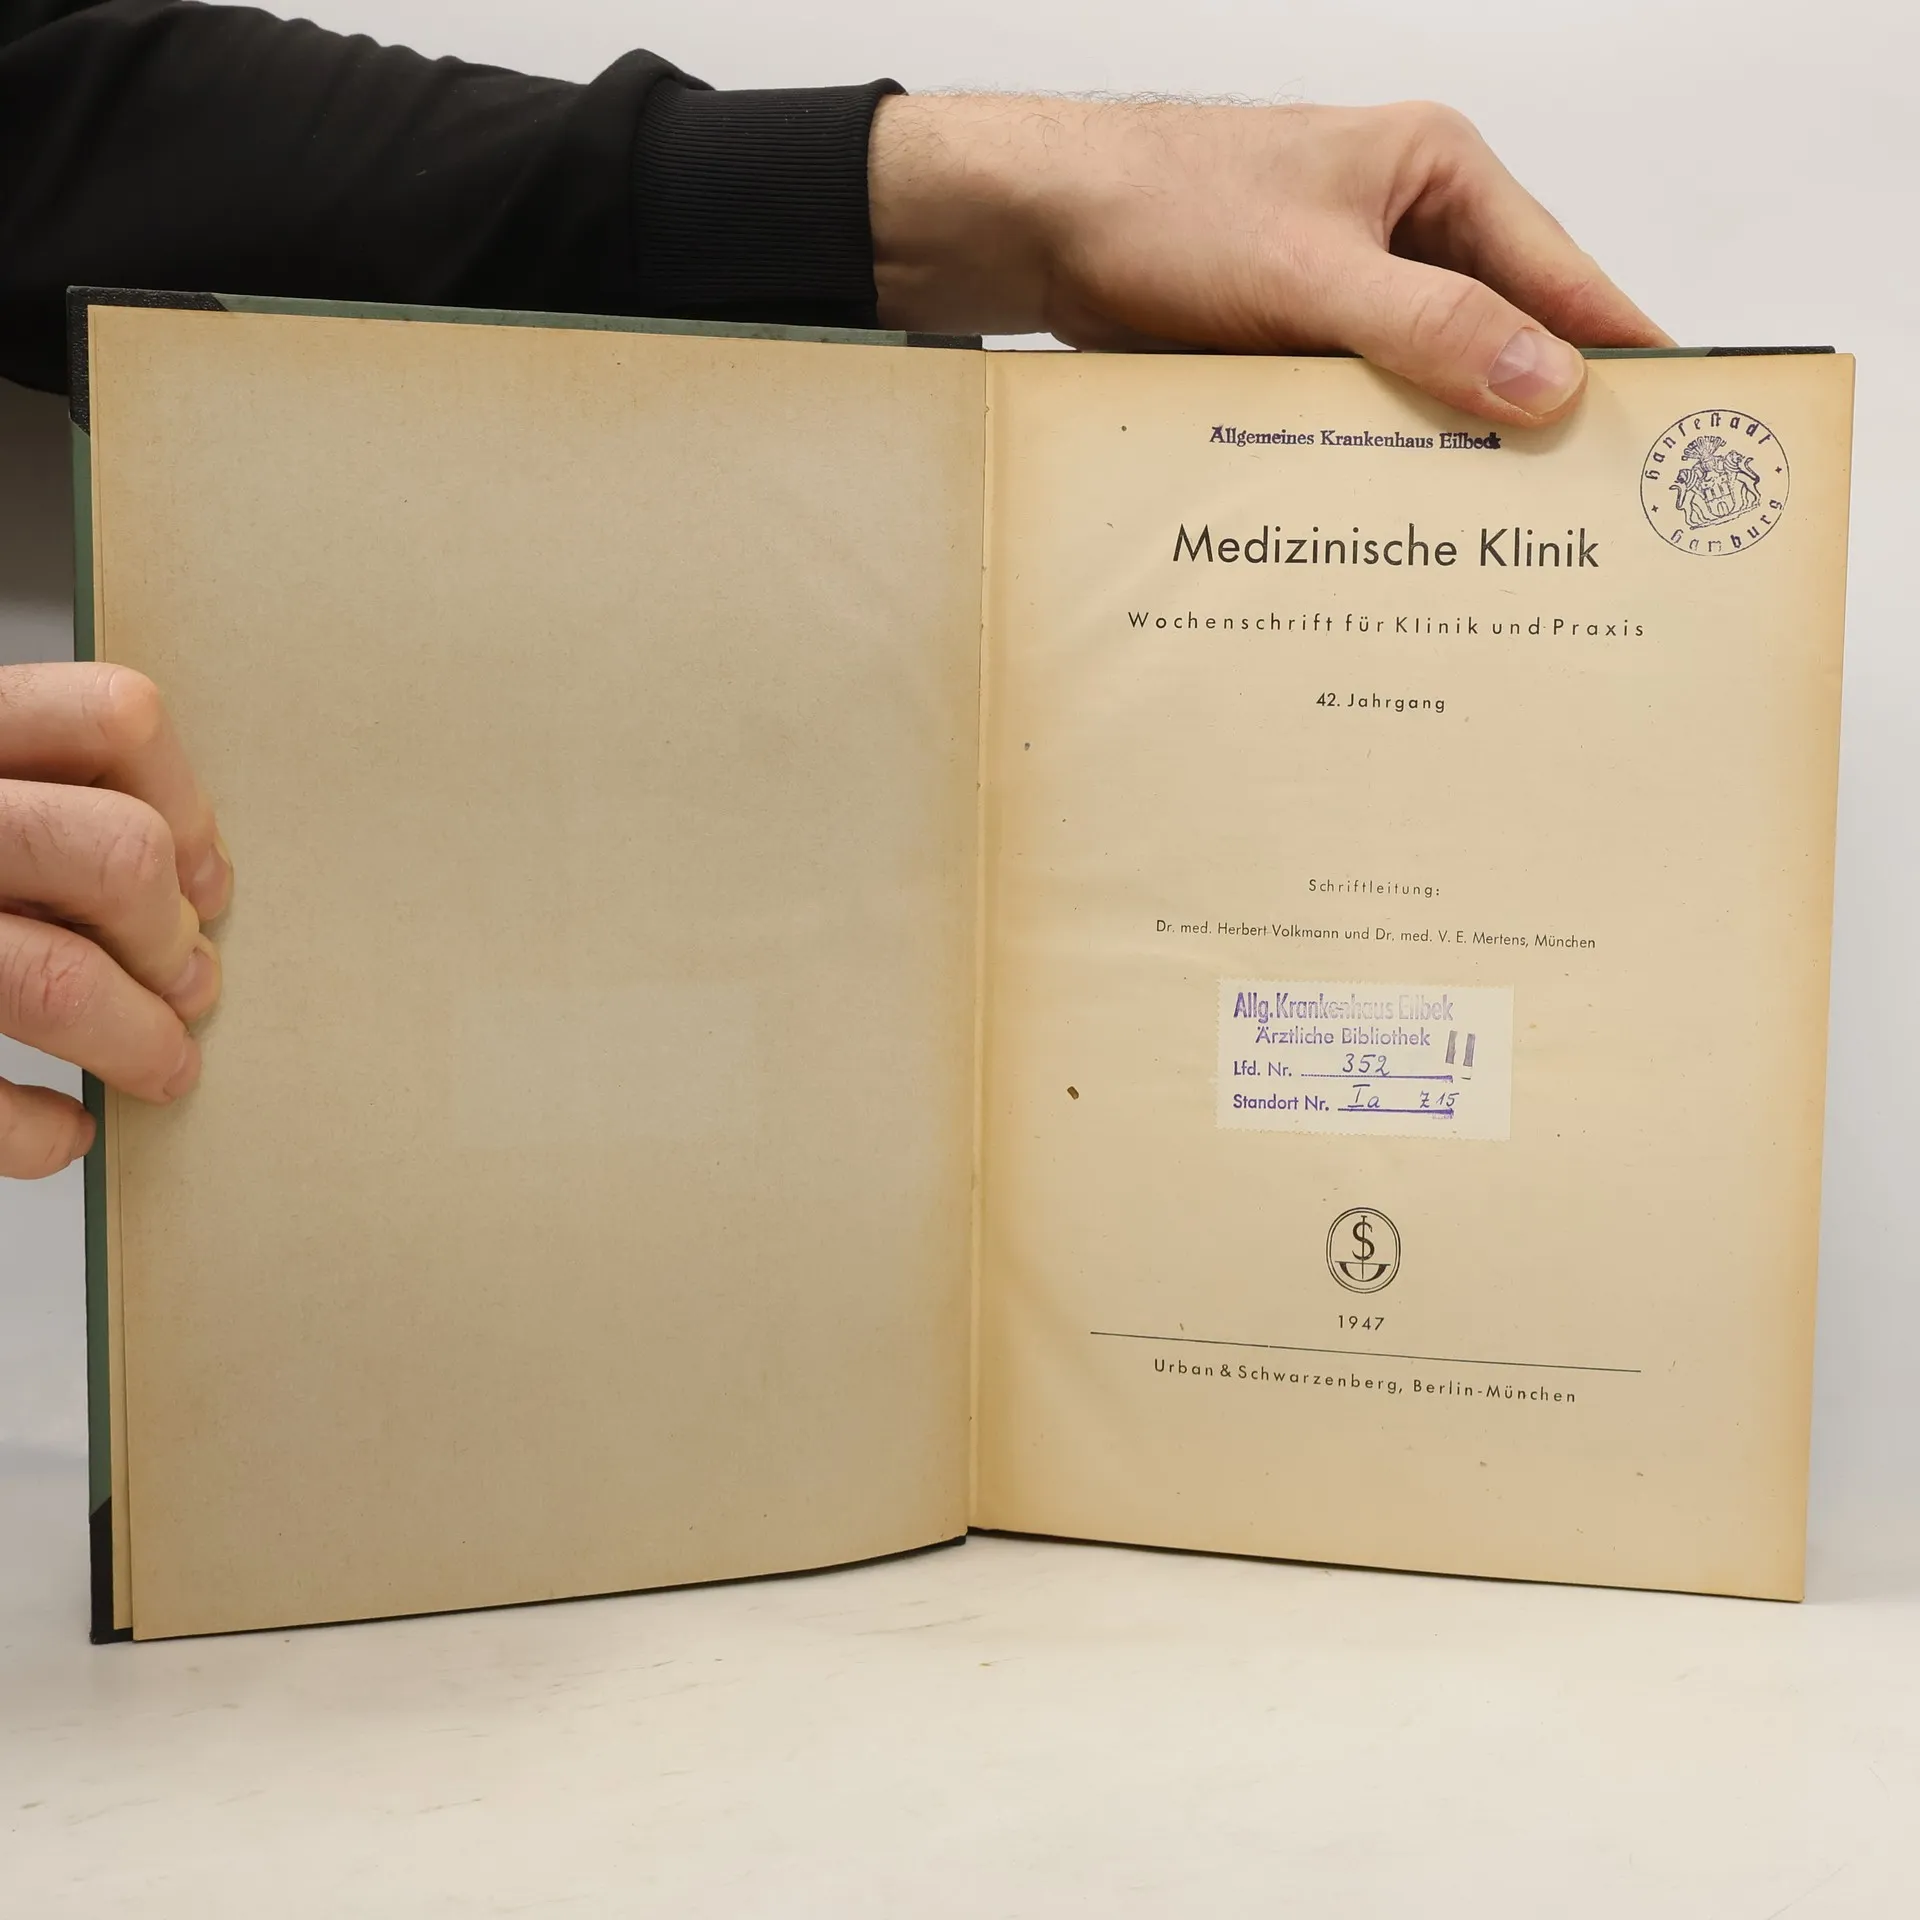 Allgemeines Krankenhaus Eilbeck
Hansestadt Hamburg
Medizinische Klinik
Wochenschrift für Klinik und Praxis
42. Jahrgang
Schriftleitung:
Dr. med. Herbert Volkmann und Dr. med. V. E. Mertens, München
Allg. Krankenhaus Eilbek
Ärztliche Bibliothek II
Lfd. Nr. 352
Standort Nr. Ia Z 15
1947
Urban & Schwarzenberg, Berlin-München